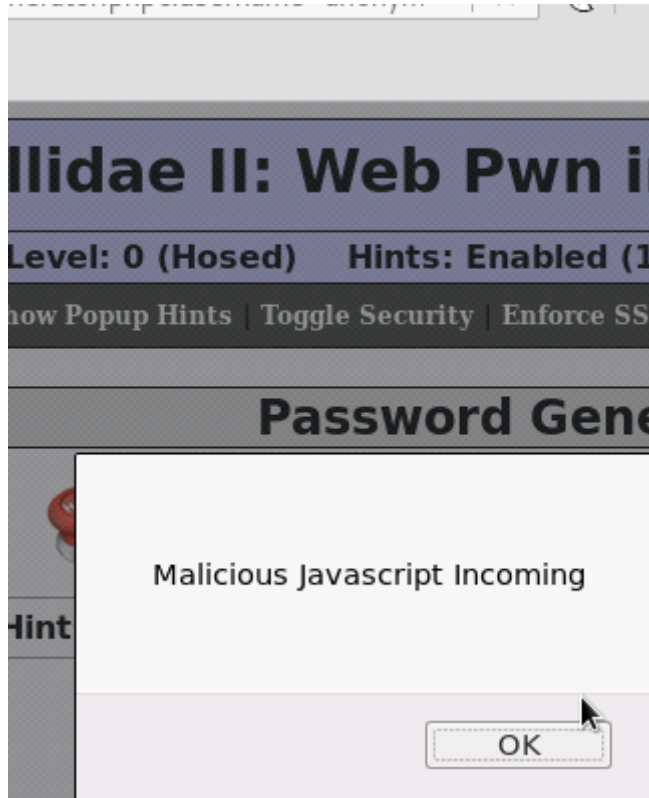 llidae II: Web Pwn i
Level: 0 (Hosed) Hints: Enabled (1
how Popup Hints | Toggle Security | Enforce SS
Password Gene
Malicious Javascript Incoming
Hint
OK